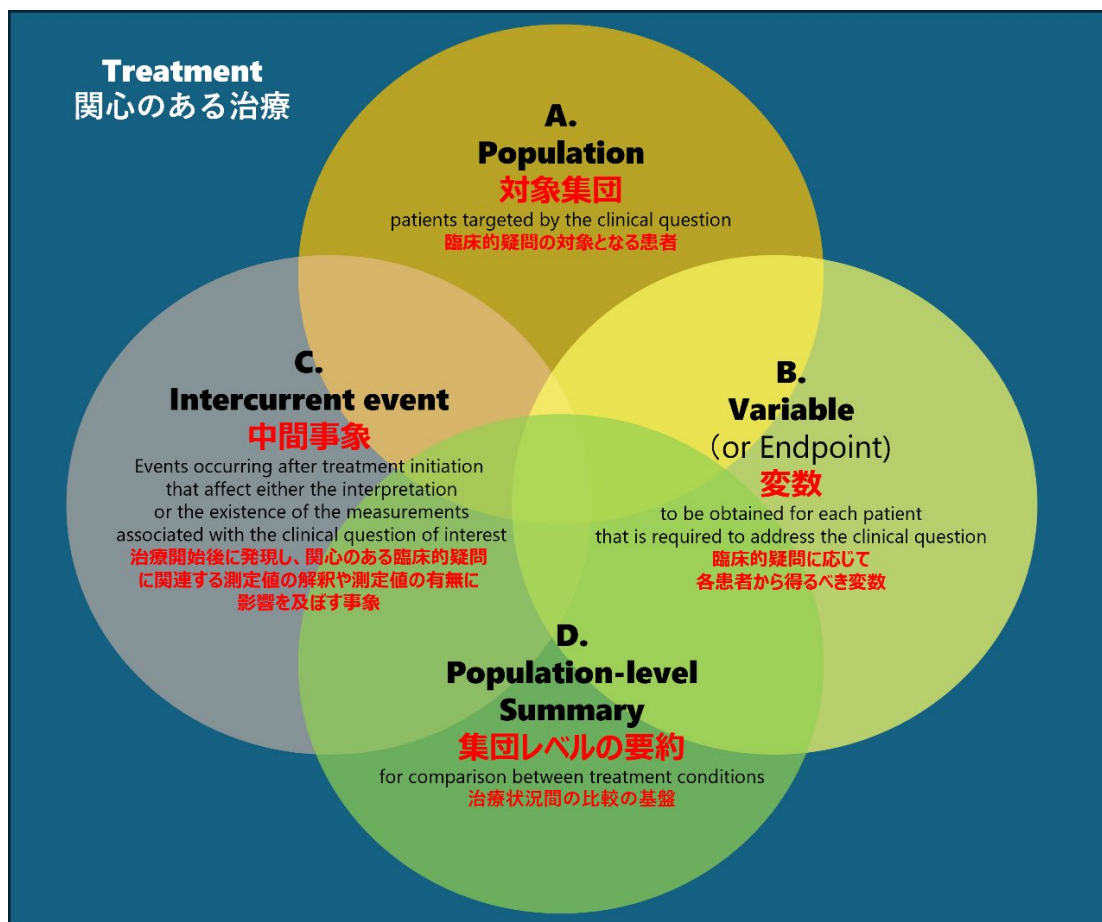 Treatment
関心のある治療
A.
Population
対象集団
patients targeted by the clinical question
臨床的疑問の対象となる患者
C.
Intercurrent event
中間事象
Events occurring after treatment initiation
that affect either the interpretation
or the existence of the measurements
associated with the clinical question of interest
治療開始後に発現し、関心のある臨床的疑問
に関連する測定値の解釈や測定値の有無に
影響を及ぼす事象
B.
Variable
（or Endpoint)
変数
to be obtained for each patient
that is required to address the clinical question
臨床的疑問に応じて
各患者から得るべき変数
D.
Population-level
Summary
集団レベルの要約
for comparison between treatment conditions
治療状況間の比較の基盤